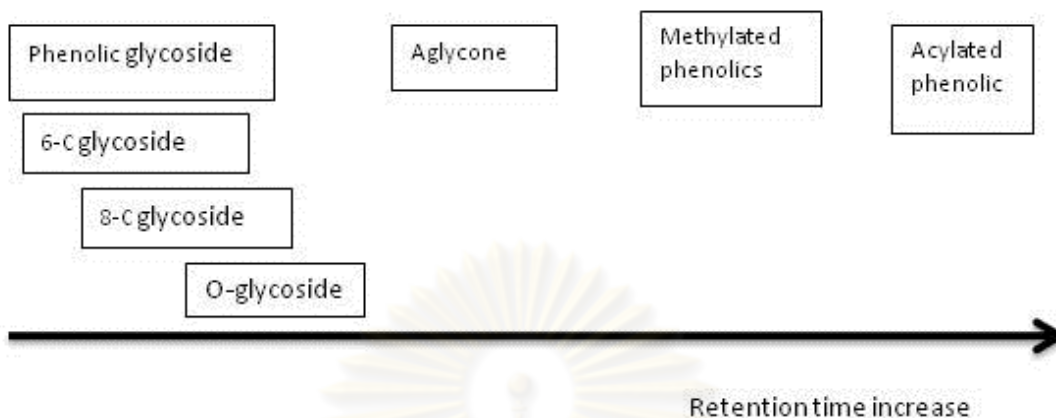 Phenolic glycoside
Aglycone
Methylated
phenolics
Acylated
phenolic
6-C glycoside
8-C glycoside
O-glycoside
Retention time increase